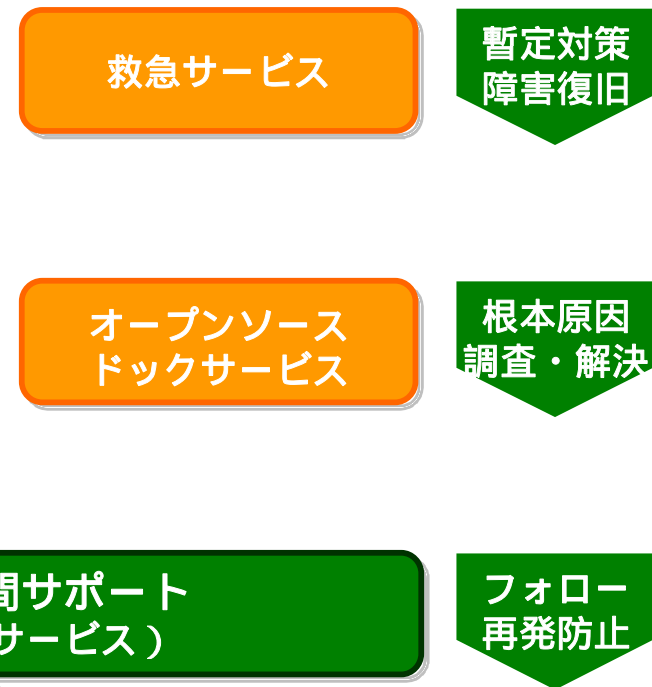 救急サービス
暫定対策
障害復旧
オープンソース
ドックサービス
根本原因
調査・解決
間サポート
サービス）
フォロー
再発防止